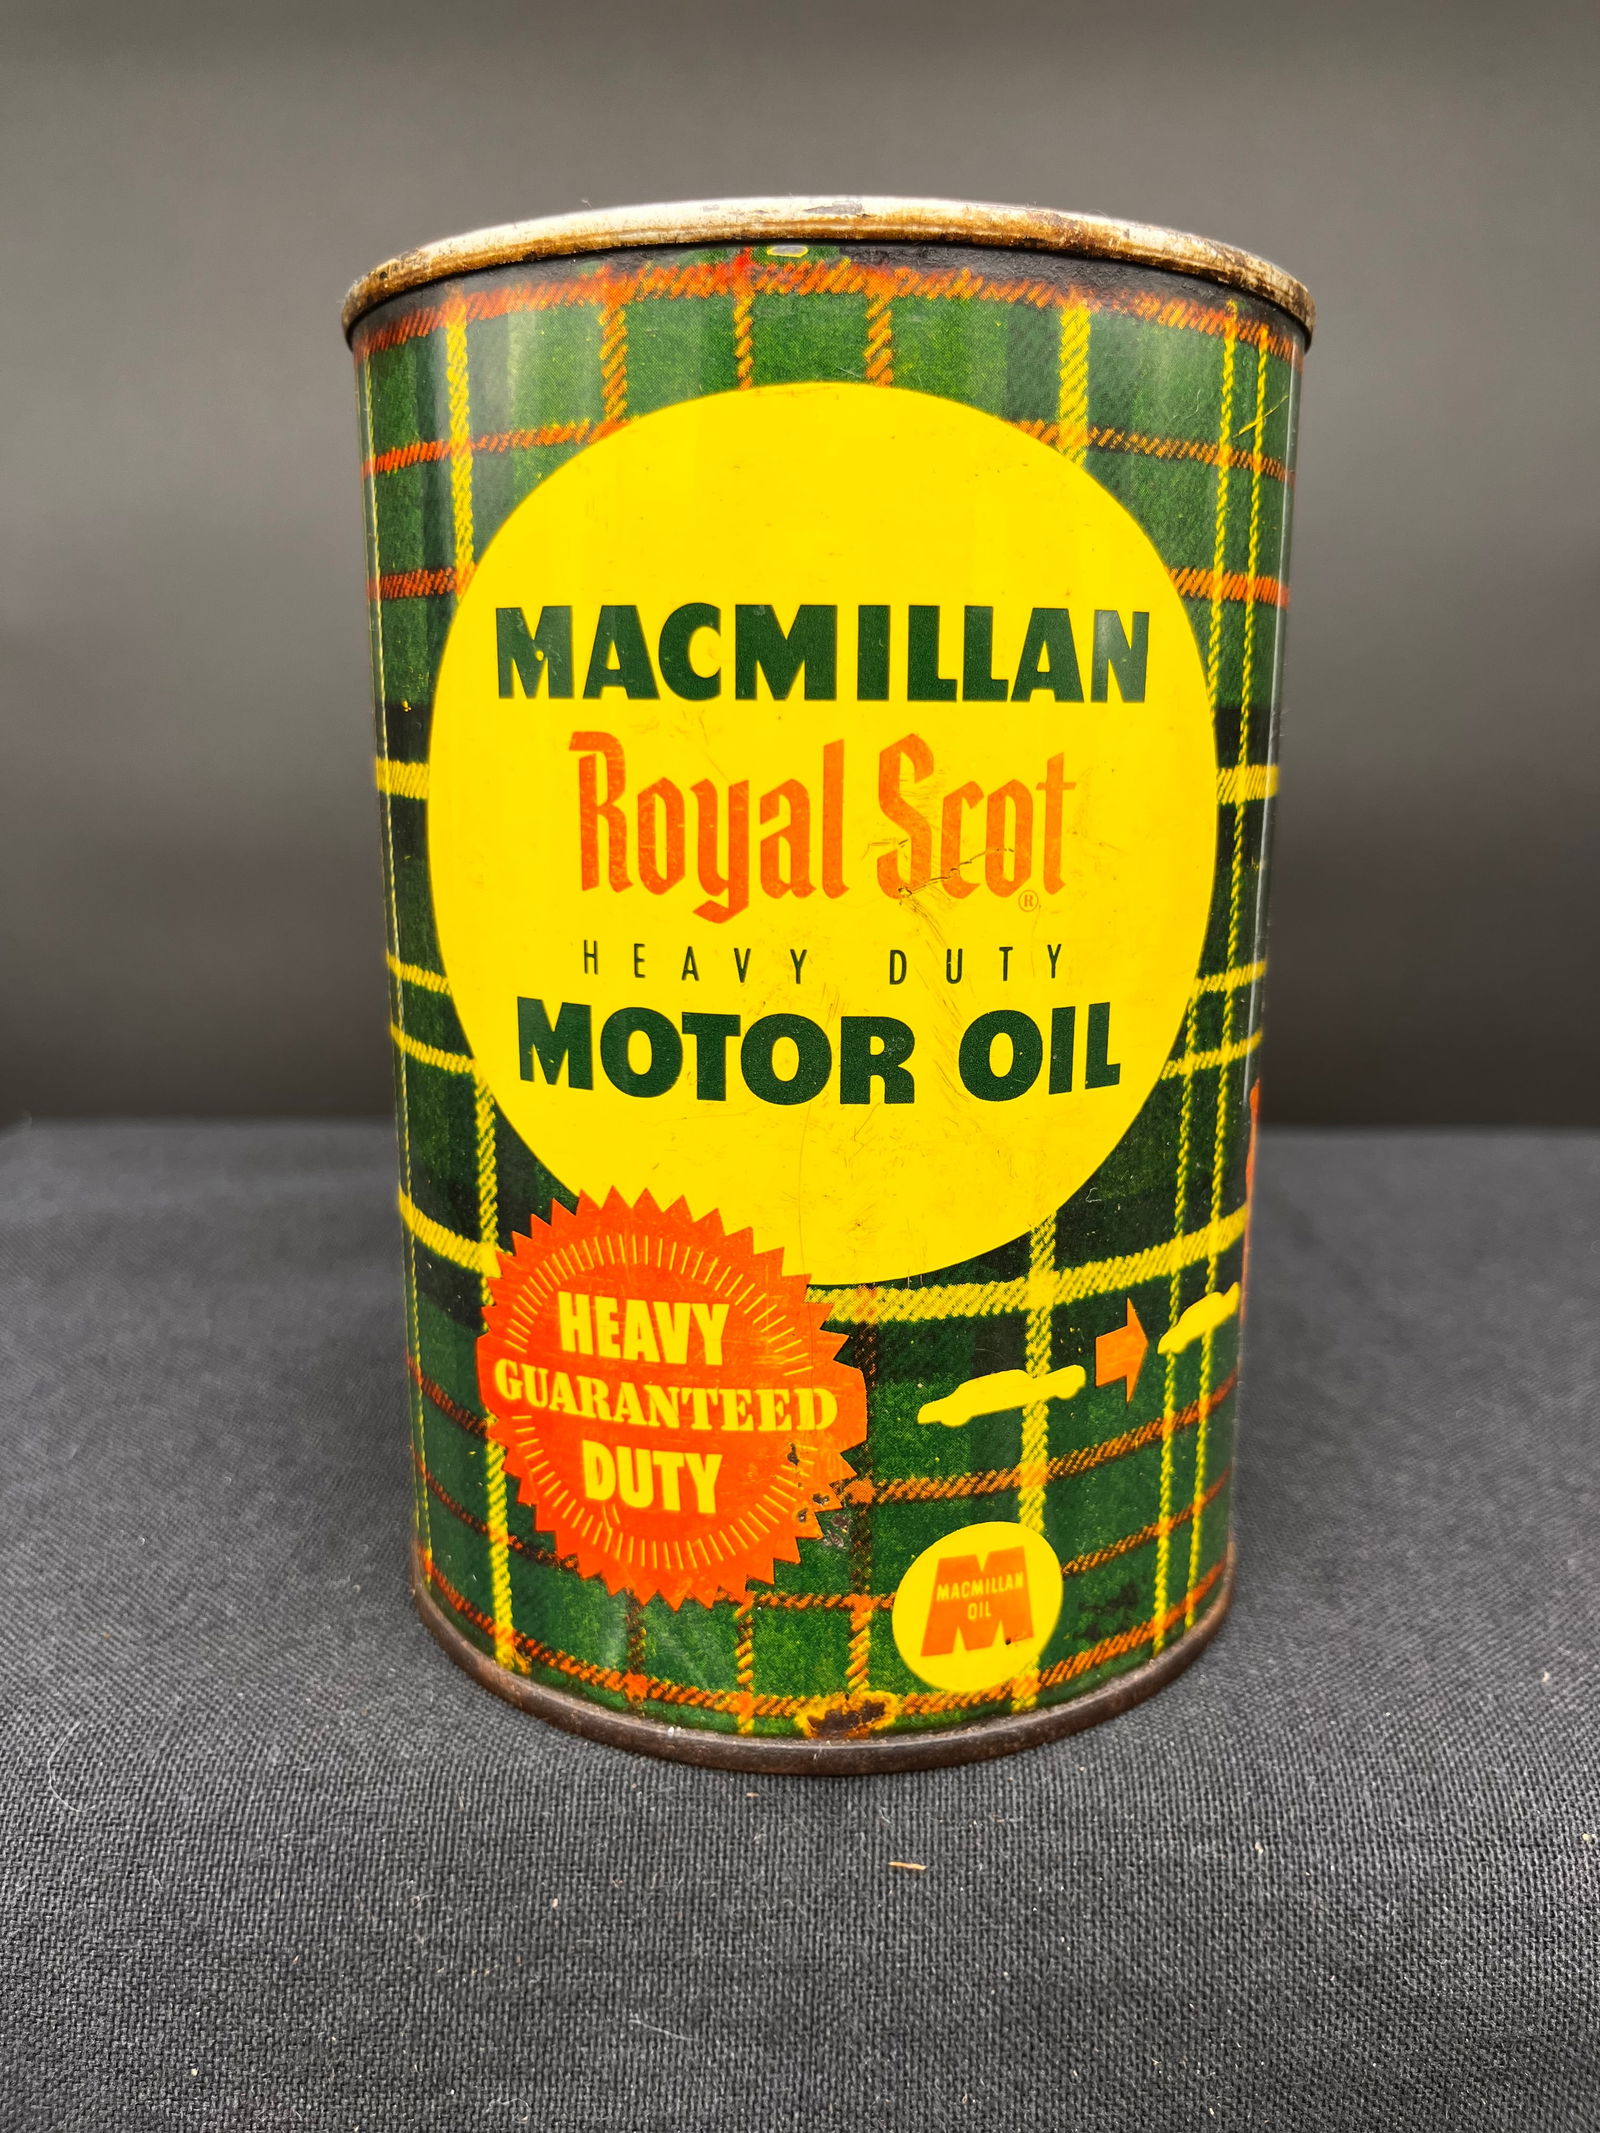 MACMILLAN
Royal Scot
®
HEAVY DUTY
MOTOR OIL
HEAVY
GUARANTEED
DUTY
M
MACMILLAN
OIL